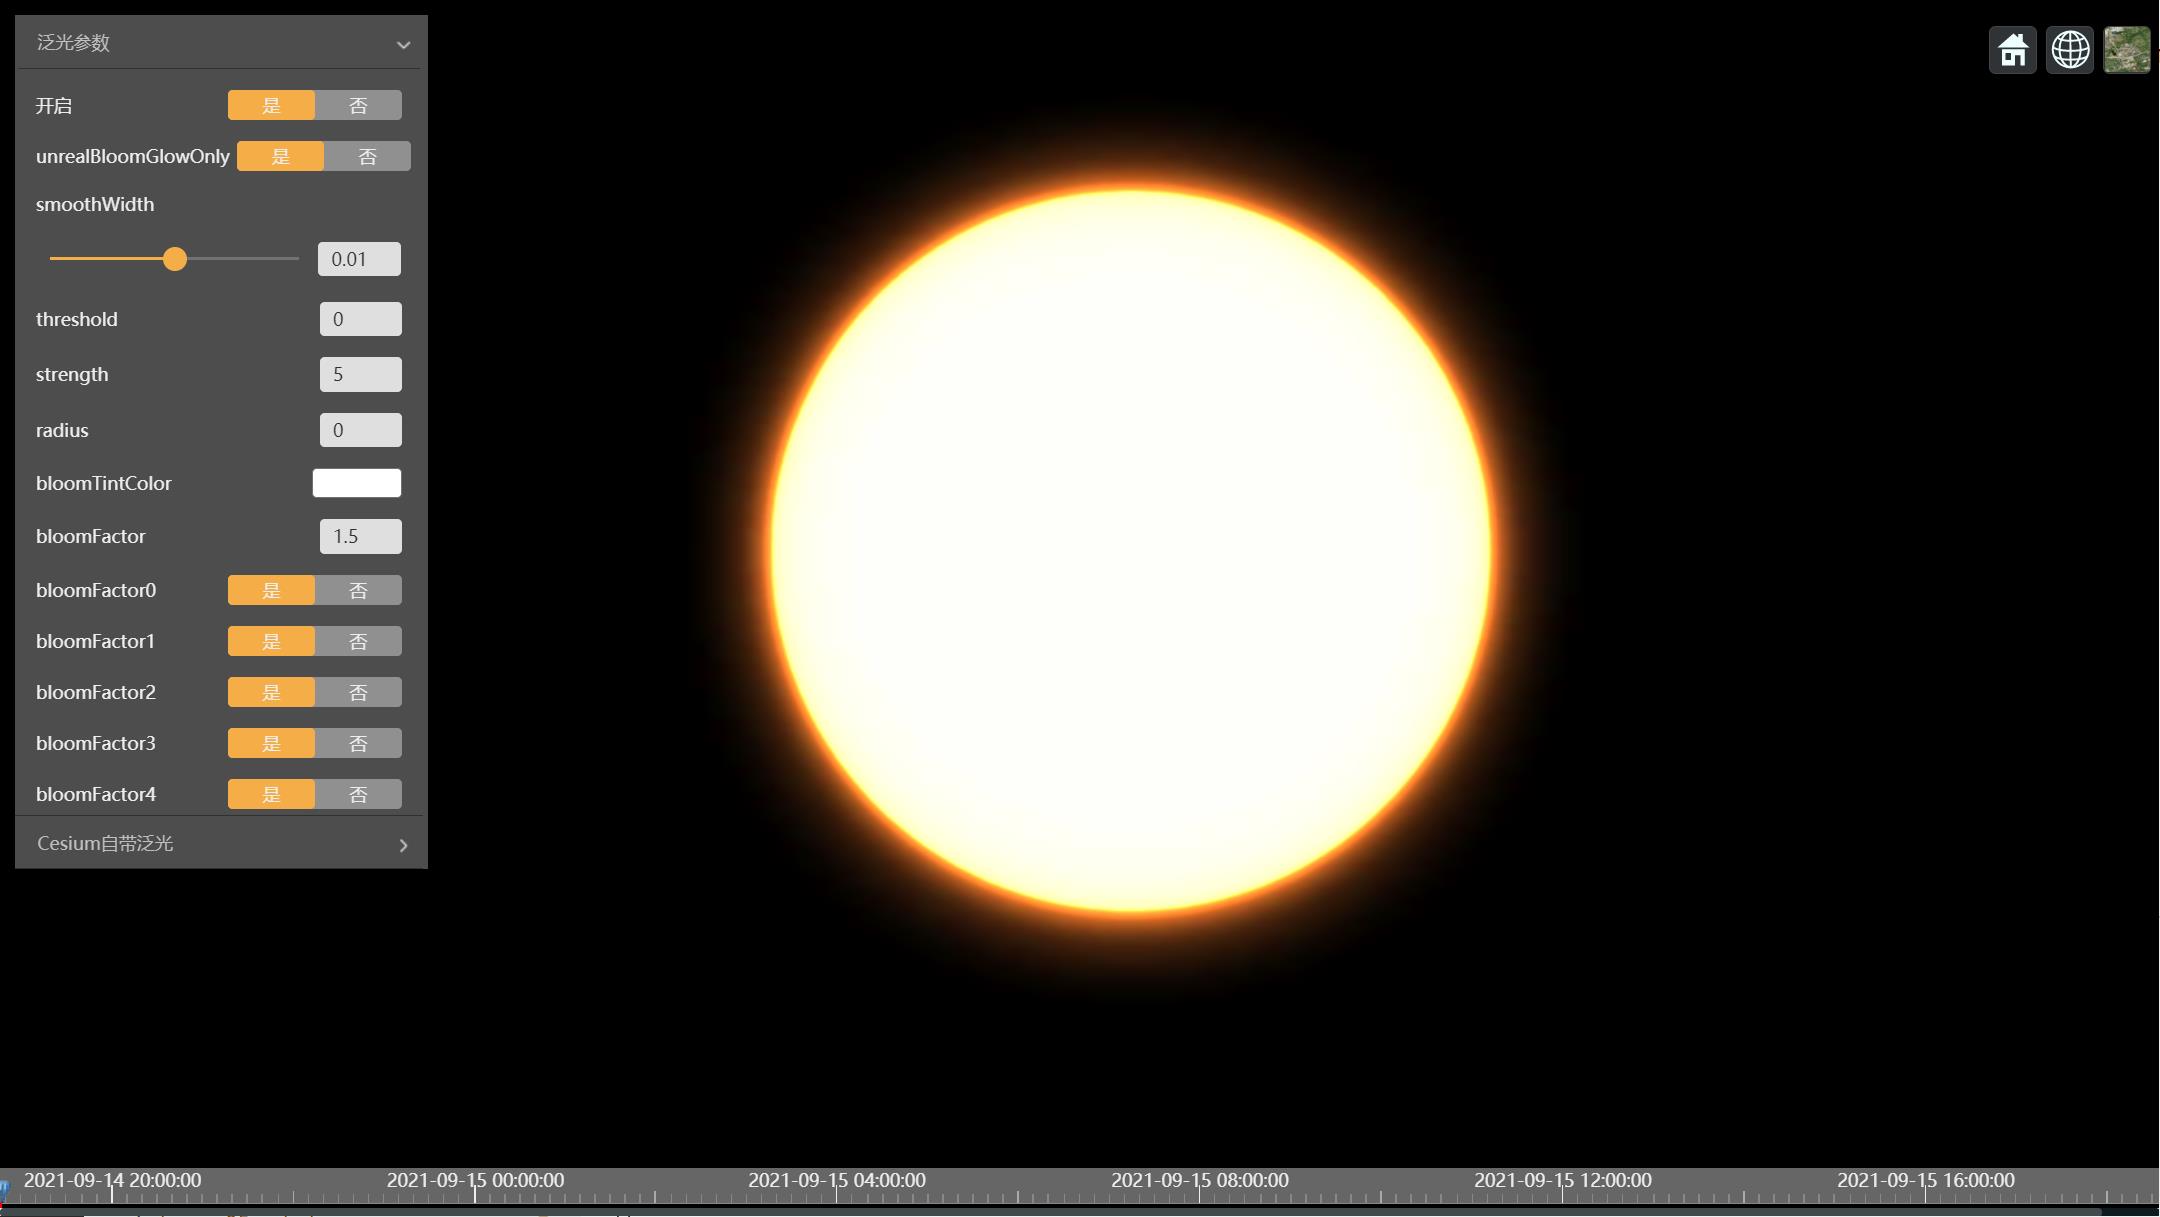 泛光参数
开启 是 否
unrealBloomGlowOnly 是 否
smoothWidth
0.01
threshold 0
strength 5
radius 0
bloomTintColor
bloomFactor 1.5
bloomFactor0 是 否
bloomFactor1 是 否
bloomFactor2 是 否
bloomFactor3 是 否
bloomFactor4 是 否
Cesium自带泛光
2021-09-14 20:00:00 2021-09-15 00:00:00 2021-09-15 04:00:00 2021-09-15 08:00:00 2021-09-15 12:00:00 2021-09-15 16:00:00